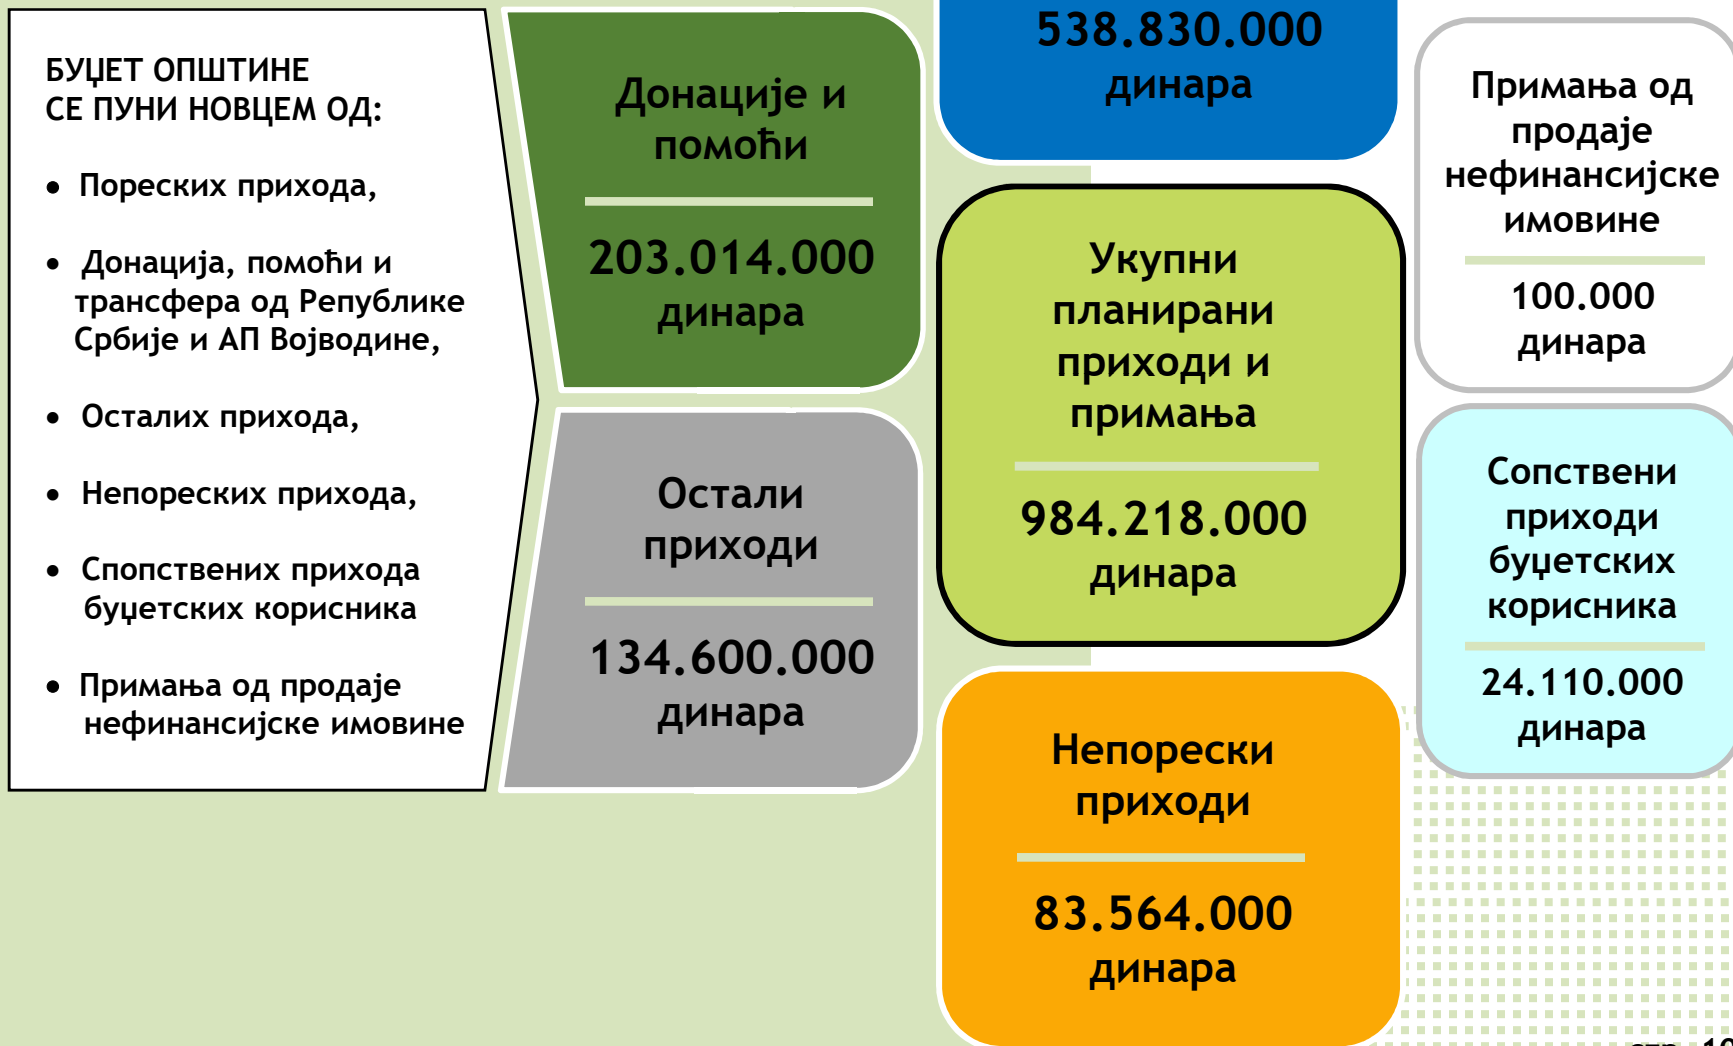 БУЏЕТ ОПШТИНЕ
СЕ ПУНИ НОВЦЕМ ОД:
• Пореских прихода,
• Донација, помоћи и
трансфера од Републике
Србије и АП Војводине,
• Осталих прихода,
• Непореских прихода,
• Спопствених прихода
буџетских корисника
• Примања од продаје
нефинансијске имовине
Донације и
помоћи
203.014.000
динара
Остали
приходи
134.600.000
динара
538.830.000
динара
Укупни
планирани
приходи и
примања
984.218.000
динара
Непорески
приходи
83.564.000
динара
Примања од
продаје
нефинансијске
имовине
100.000
динара
Сопствени
приходи
буџетских
корисника
24.110.000
динара